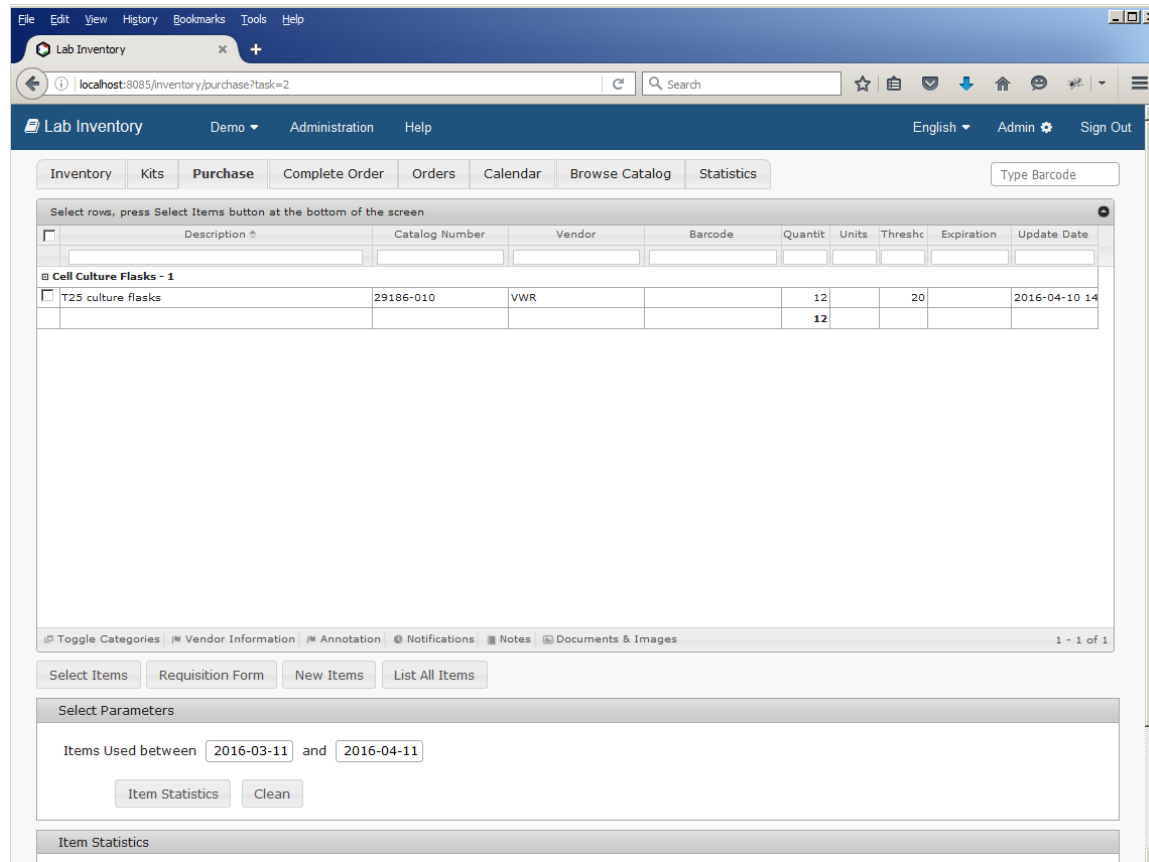 File Edit View History Bookmarks Tools Help
Lab Inventory × +
localhost:8085/inventory/purchase?task=2 Search
Lab Inventory Demo Administration Help English Admin Sign Out
Inventory Kits Purchase Complete Order Orders Calendar Browse Catalog Statistics Type Barcode
Select rows, press Select Items button at the bottom of the screen
Description Catalog Number Vendor Barcode Quantit Units Threshc Expiration Update Date
Cell Culture Flasks - 1
T25 culture flasks 29186-010 VWR 12 20 2016-04-10 14
12
Toggle Categories Vendor Information Annotation Notifications Notes Documents & Images 1 - 1 of 1
Select Items Requisition Form New Items List All Items
Select Parameters
Items Used between 2016-03-11 and 2016-04-11
Item Statistics Clean
Item Statistics